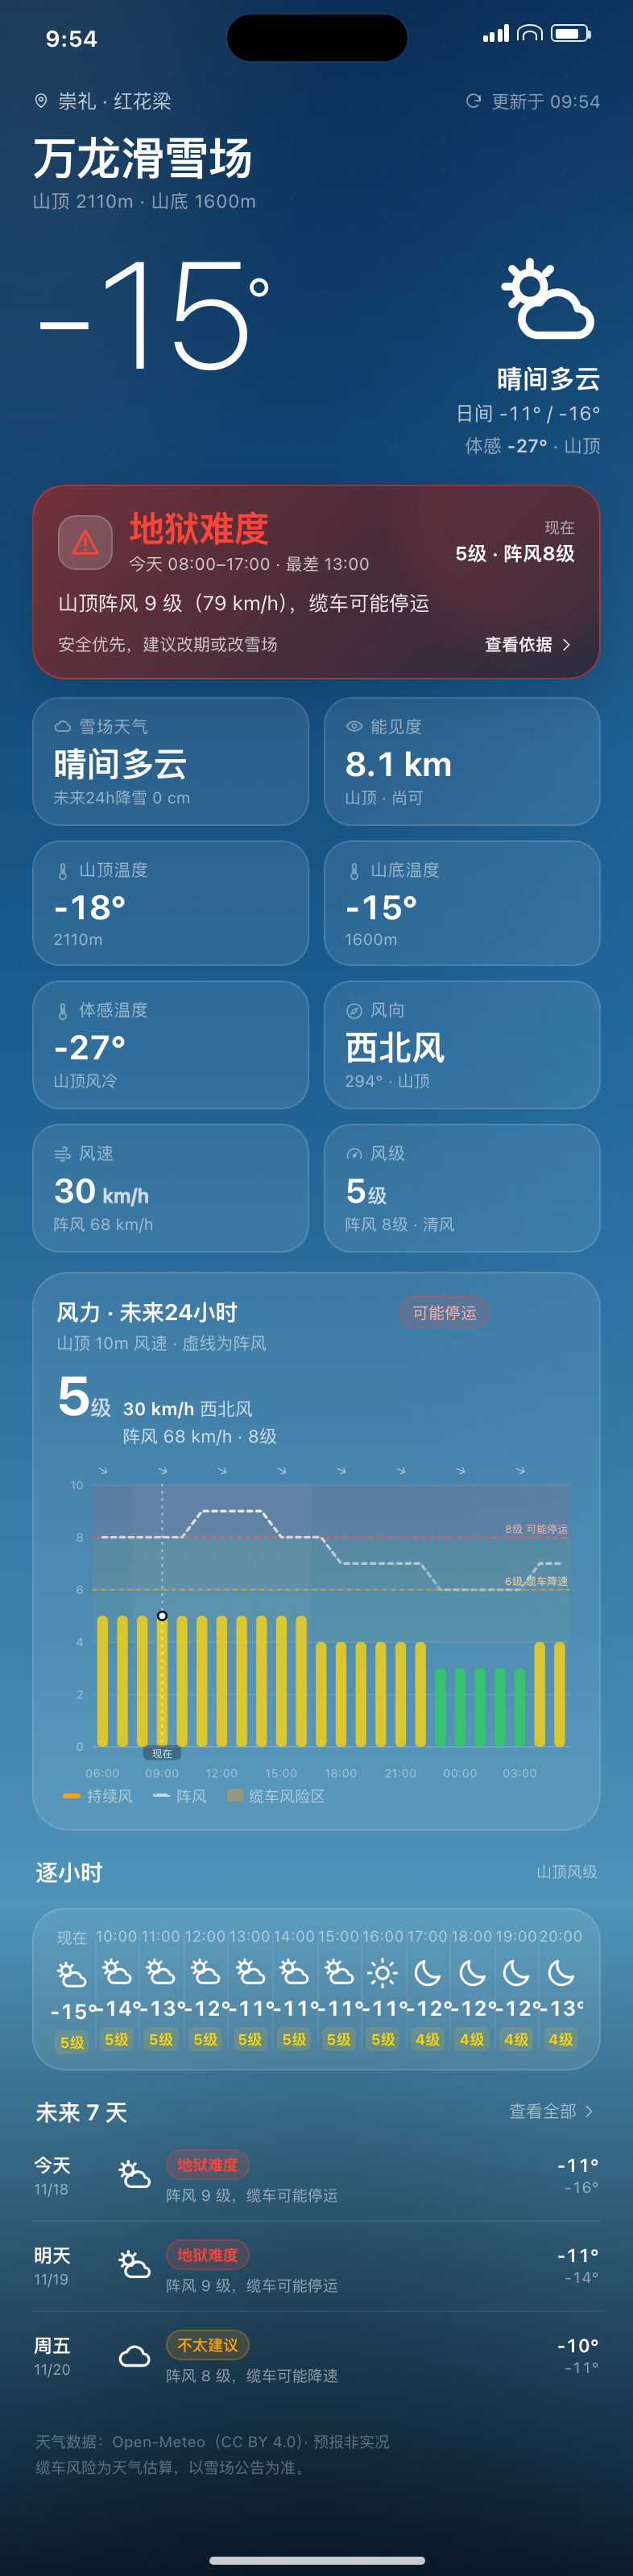 9:54
崇礼 · 红花梁
更新于 09:54
万龙滑雪场
山顶 2110m · 山底 1600m
-15°
晴间多云
日间 -11° / -16°
体感 -27° · 山顶
地狱难度
今天 08:00–17:00 · 最差 13:00
现在
5级 · 阵风8级
山顶阵风 9 级（79 km/h），缆车可能停运
安全优先，建议改期或改雪场
查看依据
雪场天气
晴间多云
未来24h降雪 0 cm
能见度
8.1 km
山顶 · 尚可
山顶温度
-18°
2110m
山底温度
-15°
1600m
体感温度
-27°
山顶风冷
风向
西北风
294° · 山顶
风速
30 km/h
阵风 68 km/h
风级
5级
阵风 8级 · 清风
风力 · 未来24小时
可能停运
山顶 10m 风速 · 虚线为阵风
5级
30 km/h 西北风
阵风 68 km/h · 8级
10
8
8级 可能停运
6
6级 缆车降速
4
2
0
现在
06:00 09:00 12:00 15:00 18:00 21:00 00:00 03:00
持续风 阵风 缆车风险区
逐小时
山顶风级
现在 10:00 11:00 12:00 13:00 14:00 15:00 16:00 17:00 18:00 19:00 20:00
-15° -14° -13° -12° -11° -11° -11° -11° -12° -12° -12° -13°
5级 5级 5级 5级 5级 5级 5级 5级 4级 4级 4级 4级
未来 7 天
查看全部
今天
11/18
地狱难度
阵风 9 级，缆车可能停运
-11°
-16°
明天
11/19
地狱难度
阵风 9 级，缆车可能停运
-11°
-14°
周五
11/20
不太建议
阵风 8 级，缆车可能降速
-10°
-11°
天气数据：Open-Meteo（CC BY 4.0）· 预报非实况
缆车风险为天气估算，以雪场公告为准。